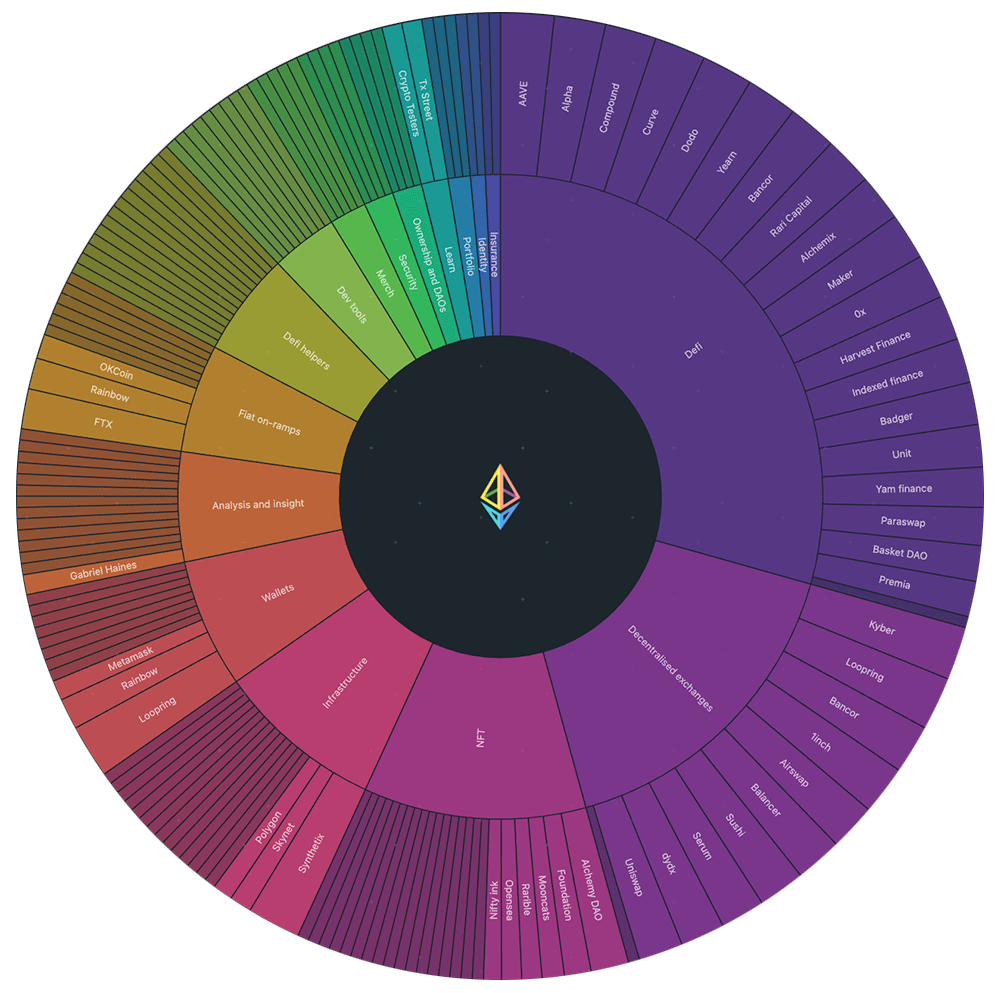 AAVE
Alpha
Compound
Curve
Dodo
Yearn
Bancor
Rari Capital
Alchemix
Maker
0x
Harvest Finance
Indexed finance
Badger
Unit
Yam finance
Paraswap
Basket DAO
Premia
Kyber
Loopring
Bancor
1inch
Airswap
Balancer
Sushi
Serum
dydx
Uniswap
Alchemy DAO
Foundation
Mooncats
Rarible
Opensea
Nifty ink
Synthetix
Skynet
Polygon
Loopring
Rainbow
Metamask
Gabriel Haines
FTX
Rainbow
OKCoin
Crypto Testers
Tx Street
Defi
Decentralised exchanges
NFT
Infrastructure
Wallets
Analysis and insight
Fiat on-ramps
Defi helpers
Dev tools
Merch
Security
Ownership and DAOs
Learn
Portfolio
Identity
Insurance